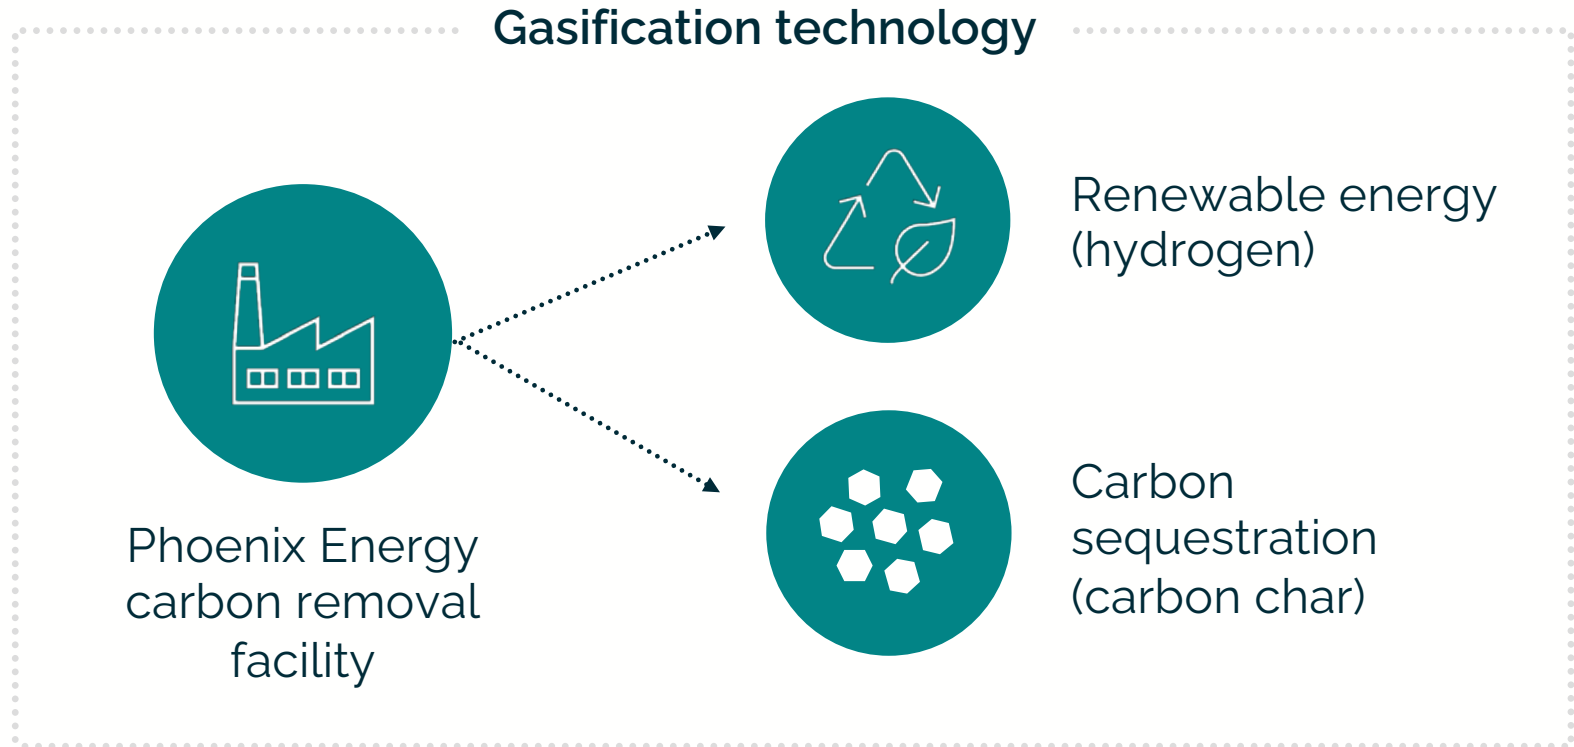 Gasification technology
Renewable energy
(hydrogen)
Phoenix Energy
carbon removal
facility
Carbon
sequestration
(carbon char)